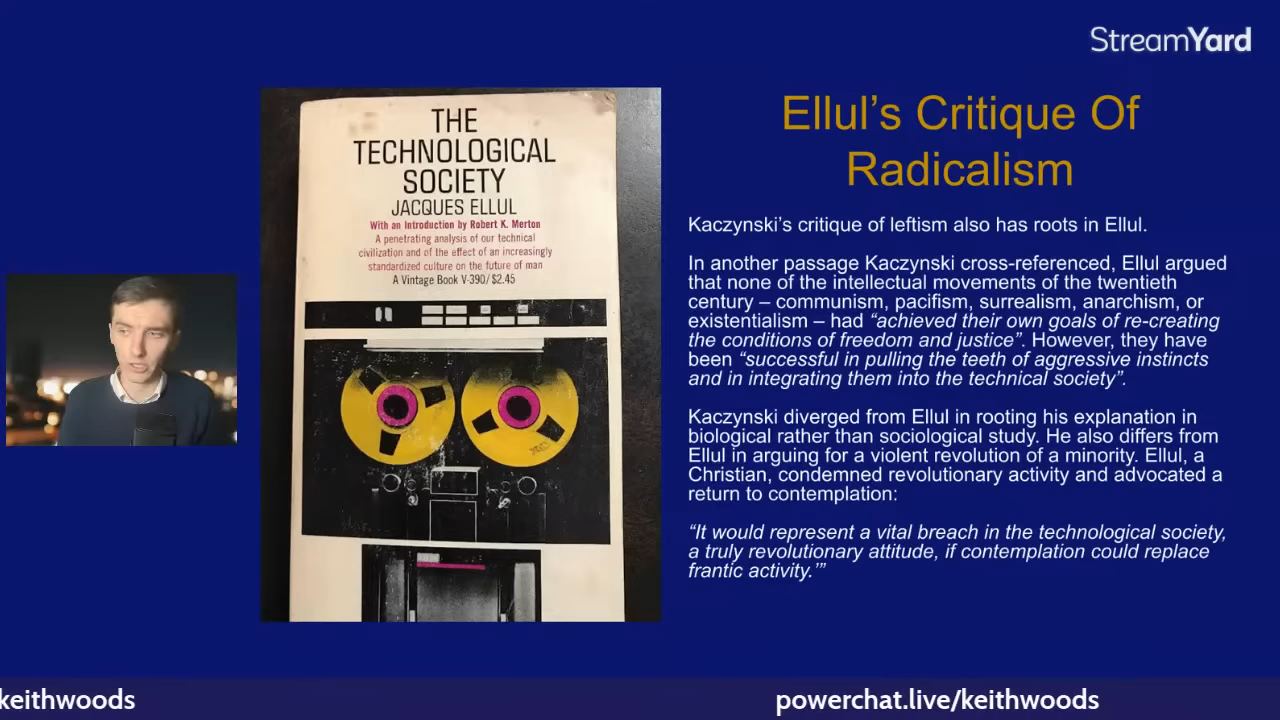 StreamYard
THE
TECHNOLOGICAL
SOCIETY
JACQUES ELLUL
With an Introduction by Robert K. Merton
A penetrating analysis of our technical
civilization and of the effect of an increasingly
standardized culture on the future of man
A Vintage Book V-390/$2.45
Ellul’s Critique Of
Radicalism
Kaczynski’s critique of leftism also has roots in Ellul.
In another passage Kaczynski cross-referenced, Ellul argued
that none of the intellectual movements of the twentieth
century – communism, pacifism, surrealism, anarchism, or
existentialism – had “achieved their own goals of re-creating
the conditions of freedom and justice”. However, they have
been “successful in pulling the teeth of aggressive instincts
and in integrating them into the technical society”.
Kaczynski diverged from Ellul in rooting his explanation in
biological rather than sociological study. He also differs from
Ellul in arguing for a violent revolution of a minority. Ellul, a
Christian, condemned revolutionary activity and advocated a
return to contemplation:
“It would represent a vital breach in the technological society,
a truly revolutionary attitude, if contemplation could replace
frantic activity.’”
keithwoods
powerchat.live/keithwoods